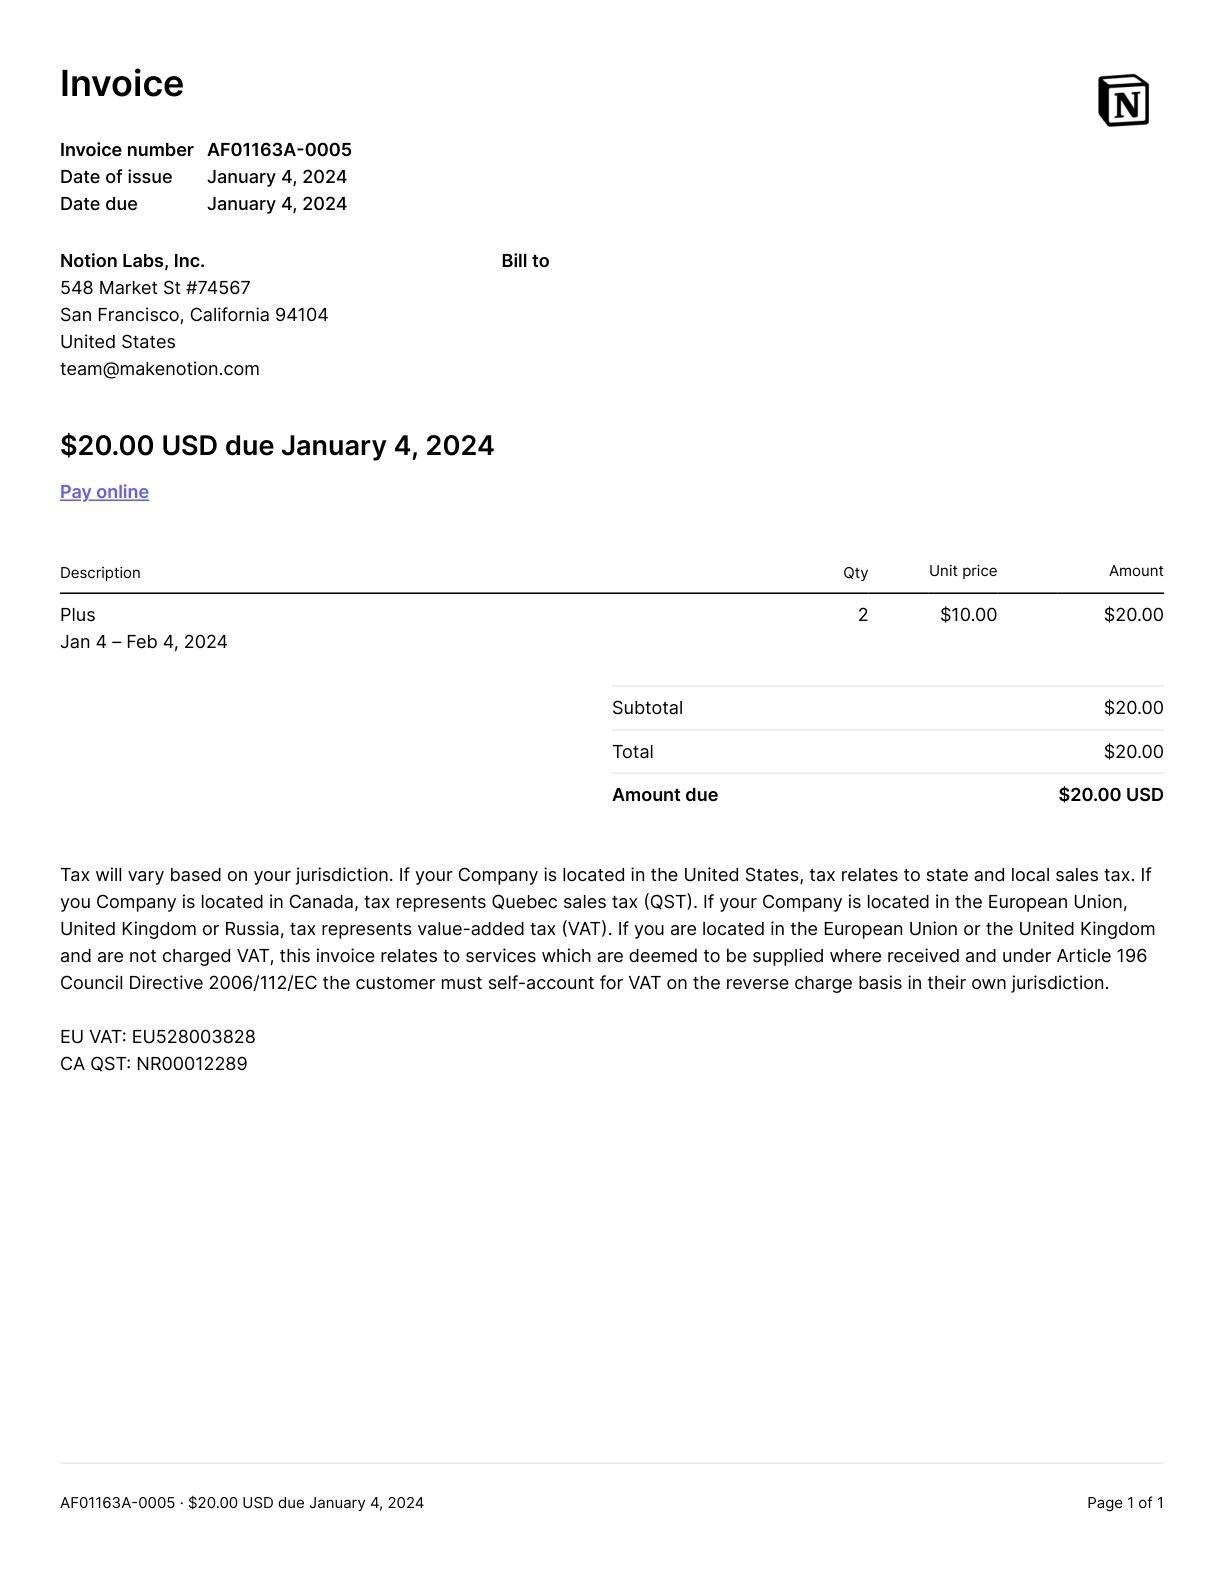 Invoice
N
Invoice number AF01163A-0005
Date of issue January 4, 2024
Date due January 4, 2024
Notion Labs, Inc.
548 Market St #74567
San Francisco, California 94104
United States
team@makenotion.com
Bill to
$20.00 USD due January 4, 2024
Pay online
Description Qty Unit price Amount
Plus 2 $10.00 $20.00
Jan 4 – Feb 4, 2024
Subtotal $20.00
Total $20.00
Amount due $20.00 USD
Tax will vary based on your jurisdiction. If your Company is located in the United States, tax relates to state and local sales tax. If
you Company is located in Canada, tax represents Quebec sales tax (QST). If your Company is located in the European Union,
United Kingdom or Russia, tax represents value-added tax (VAT). If you are located in the European Union or the United Kingdom
and are not charged VAT, this invoice relates to services which are deemed to be supplied where received and under Article 196
Council Directive 2006/112/EC the customer must self-account for VAT on the reverse charge basis in their own jurisdiction.
EU VAT: EU528003828
CA QST: NR00012289
AF01163A-0005 · $20.00 USD due January 4, 2024 Page 1 of 1